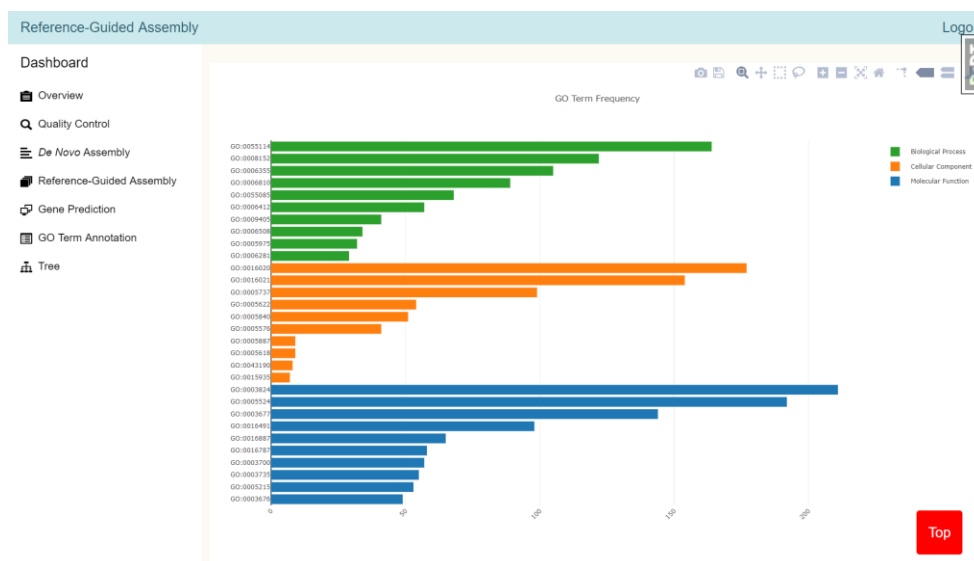 Reference-Guided Assembly
Logo
Dashboard
Overview
Quality Control
De Novo Assembly
Reference-Guided Assembly
Gene Prediction
GO Term Annotation
Tree
GO Term Frequency
GO:0055114
GO:0008152
GO:0006355
GO:0006810
GO:0055085
GO:0006412
GO:0009405
GO:0006508
GO:0005975
GO:0006281
GO:0016020
GO:0016021
GO:0005737
GO:0005622
GO:0005840
GO:0005576
GO:0005887
GO:0005618
GO:0043190
GO:0015935
GO:0003824
GO:0005524
GO:0003677
GO:0016491
GO:0016887
GO:0016787
GO:0003700
GO:0003735
GO:0005215
GO:0003676
0
50
100
150
200
Biological Process
Cellular Component
Molecular Function
Top